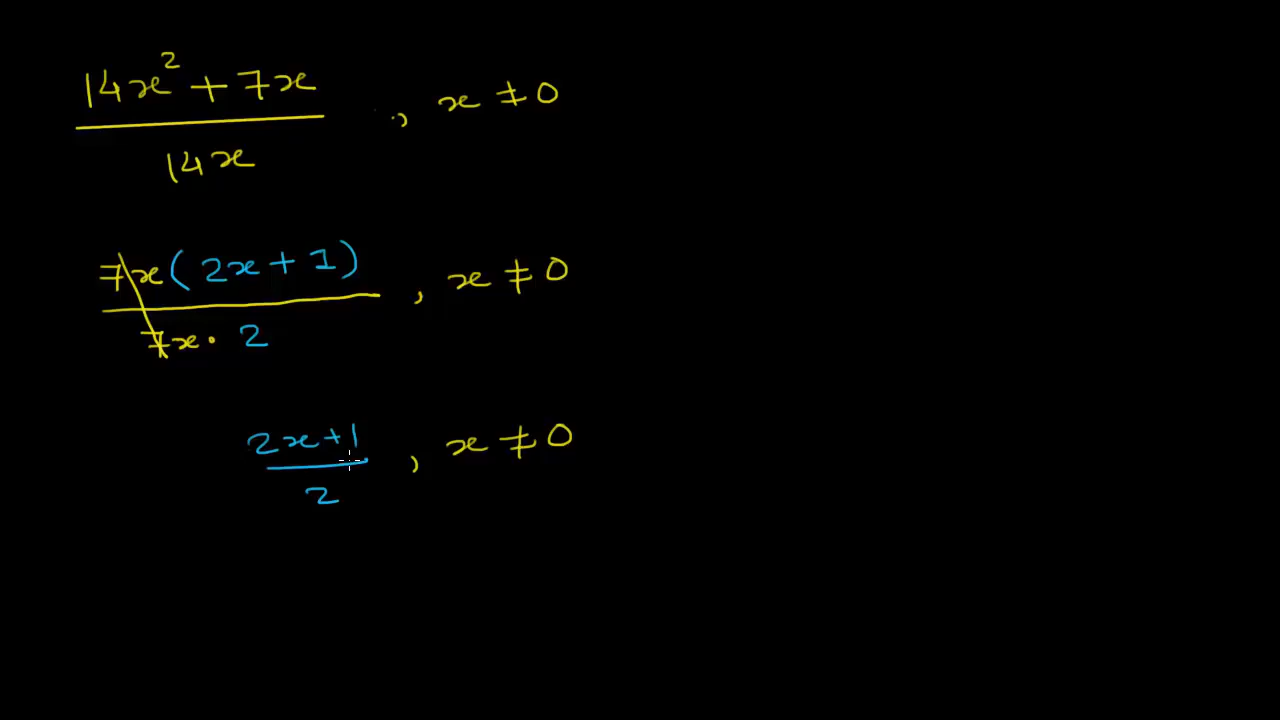 14x² + 7x
14x
, x ≠ 0
7x(2x + 1)
7x · 2
, x ≠ 0
2x+1
2
, x ≠ 0